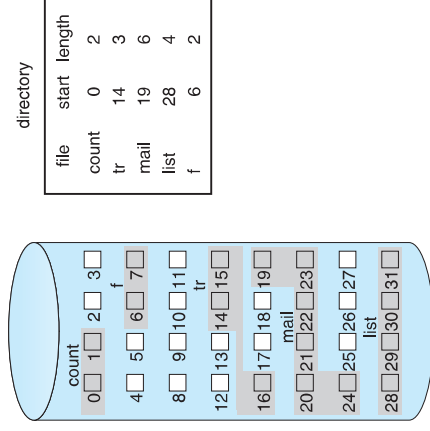 count
0 1 2 3
f
4 5 6 7
8 9 10 11
tr
12 13 14 15
16 17 18 19
mail
20 21 22 23
24 25 26 27
list
28 29 30 31
directory
file start length
count 0 2
tr 14 3
mail 19 6
list 28 4
f 6 2